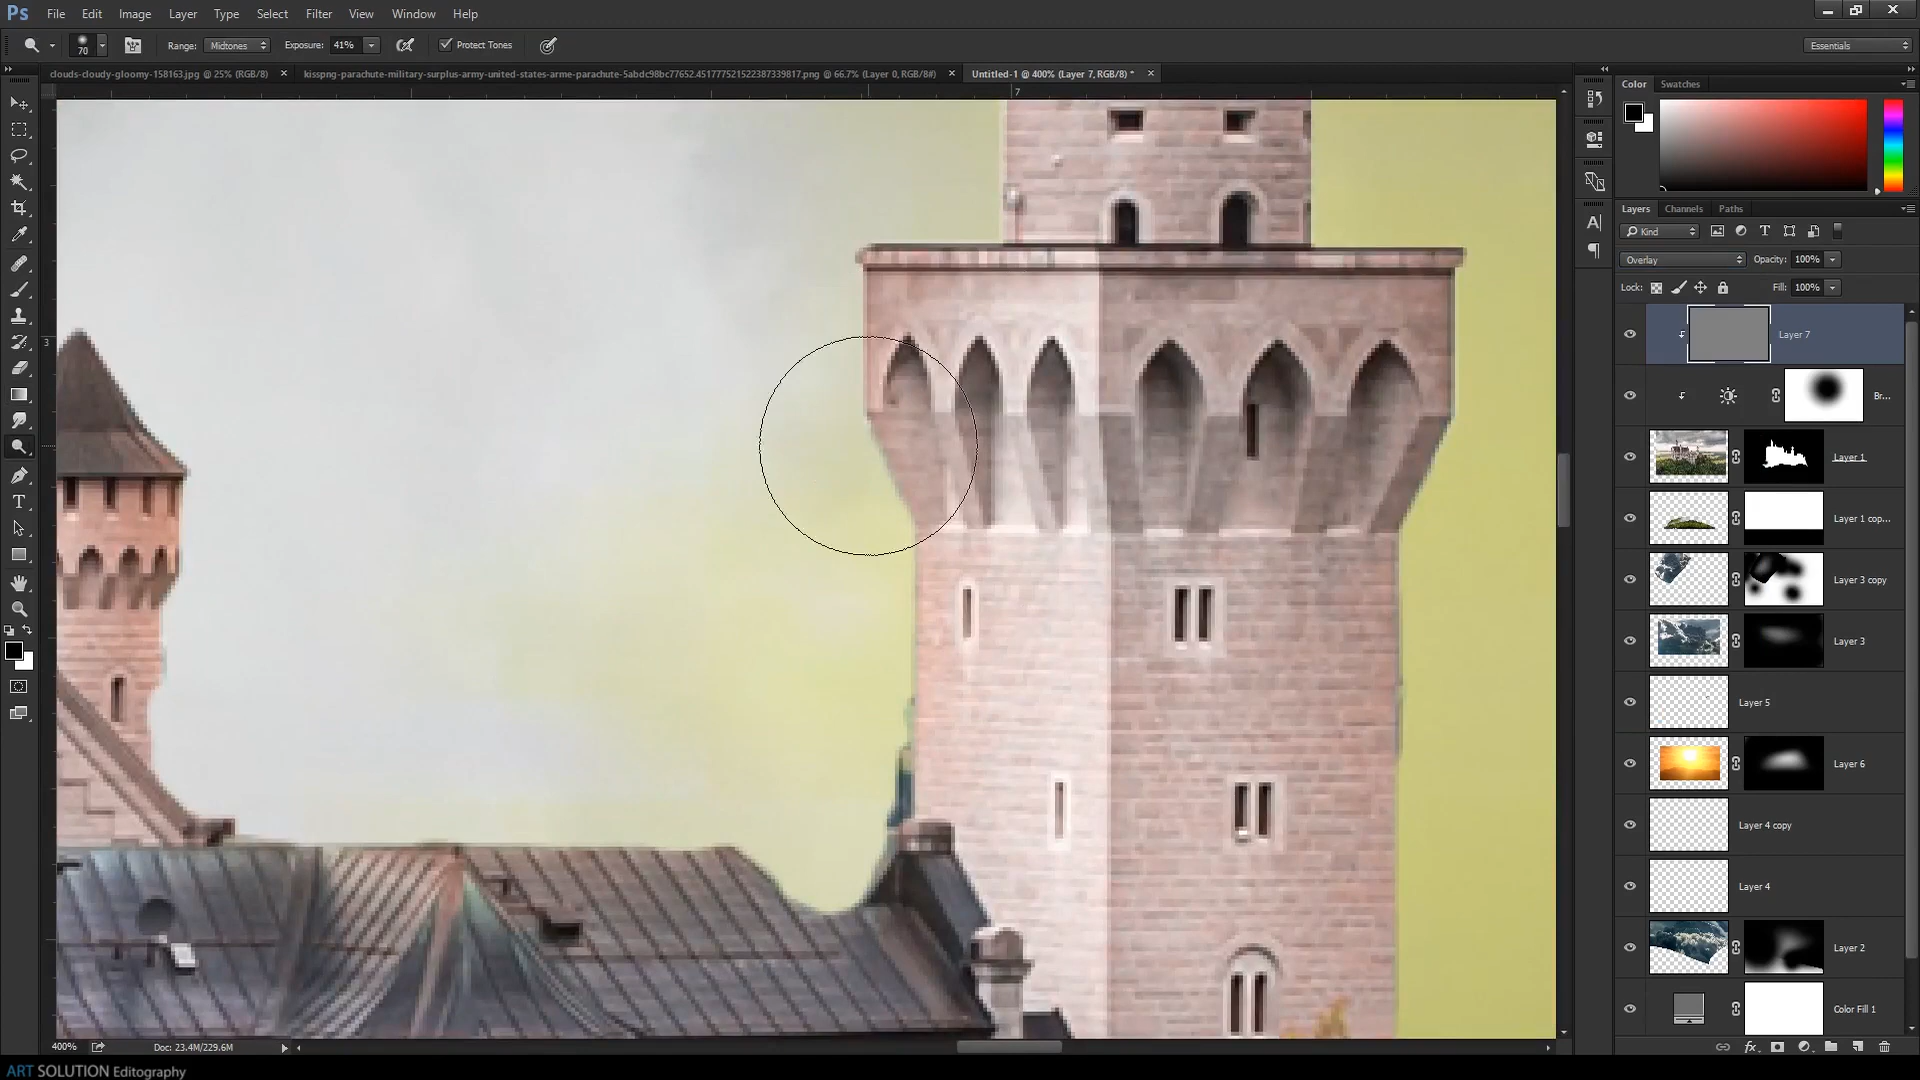 Ps File Edit Image Layer Type Select Filter 3D View Window Help
70 Range: Midtones Exposure: 41% Protect Tones Essentials
clouds-cloudy-gloomy-158163.jpg @ 25% (RGB/8) × kisspng-parachute-military-surplus-army-united-states-arme-parachute-5abdc98bc77652.4517775215223873398​17.png @ 66.7% (Layer 0, RGB/8#) × Untitled-1 @ 400% (Layer 7, RGB/8) * ×
7
3
Color Swatches
Layers Channels Paths
Kind
Overlay Opacity: 100%
Lock: Fill: 100%
Layer 7
Br...
Layer 1
Layer 1 cop...
Layer 3 copy
Layer 3
Layer 5
Layer 6
Layer 4 copy
Layer 4
Layer 2
Color Fill 1
400% Doc: 23.4M/229.6M
ART SOLUTION Editography